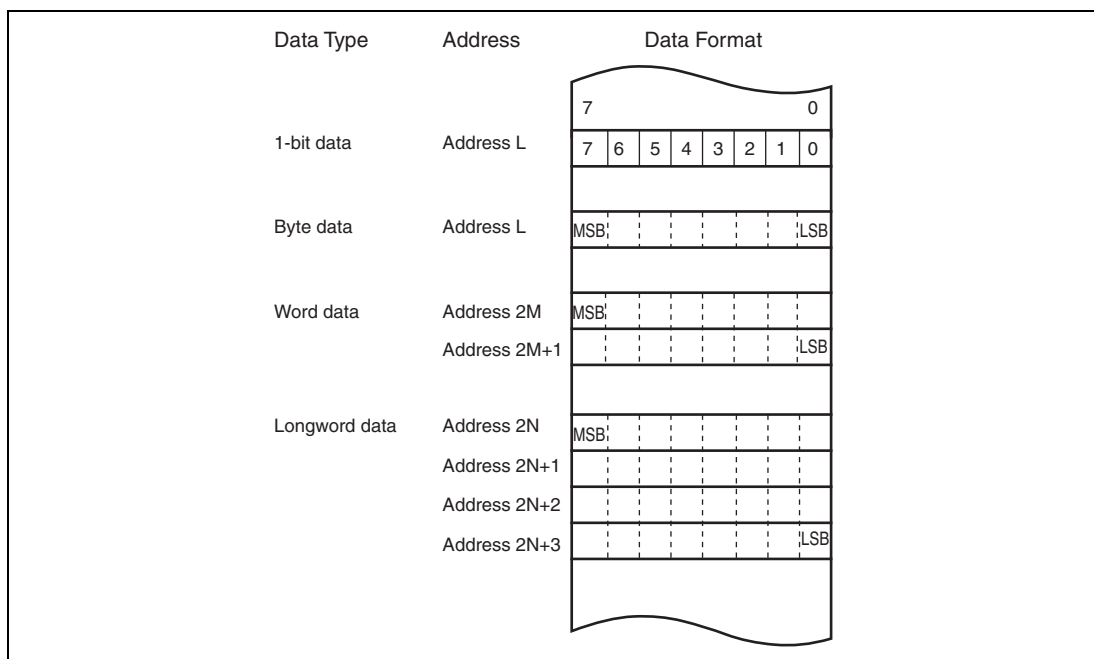 Data Type Address Data Format
7 0
1-bit data Address L 7 6 5 4 3 2 1 0
Byte data Address L MSB LSB
Word data Address 2M MSB
Address 2M+1 LSB
Longword data Address 2N MSB
Address 2N+1
Address 2N+2
Address 2N+3 LSB